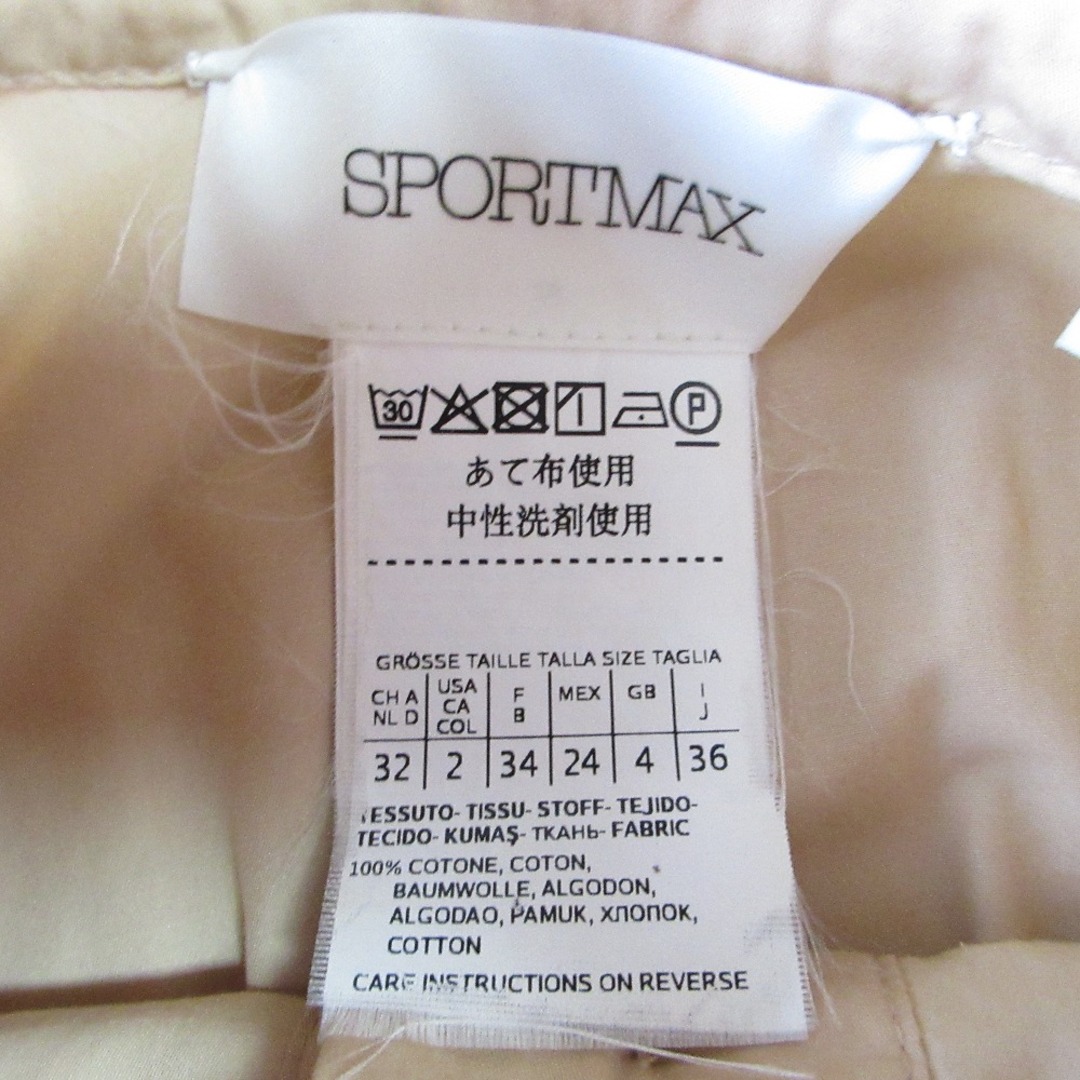 SPORTMAX
30 P
あて布使用
中性洗剤使用
GRÖSSE TAILLE TALLA SIZE TAGLIA
CH A NL D USA CA COL F B MEX GB I J
32 2 34 24 4 36
TESSUTO- TISSU- STOFF- TEJIDO-
TECIDO- KUMAŞ- ТКАНЬ- FABRIC
100% COTONE, COTON,
BAUMWOLLE, ALGODON,
ALGODAO, PAMUK, ХЛОПОК,
COTTON
CARE INSTRUCTIONS ON REVERSE